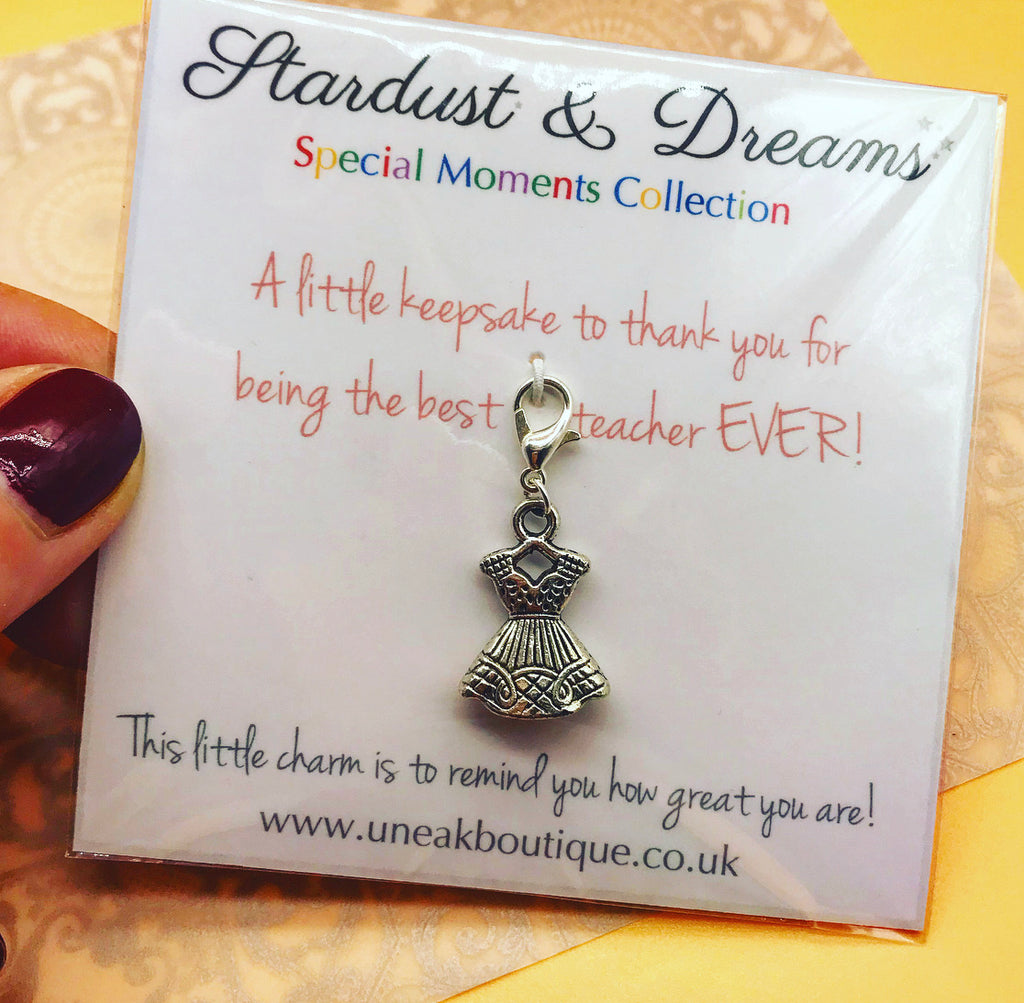 Stardust & Dreams
Special Moments Collection
A little keepsake to thank you for
being the best teacher EVER!
This little charm is to remind you how great you are!
www.uneakboutique.co.uk